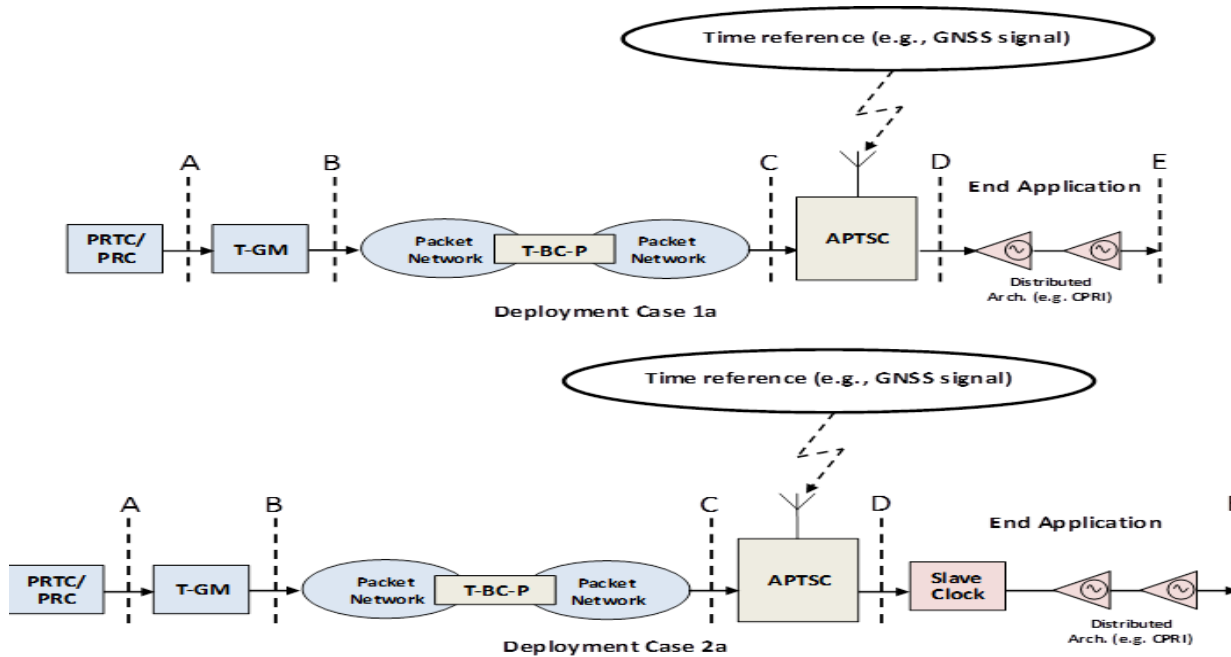 Time reference (e.g., GNSS signal)
A
B
C
D
E
End Application
PRTC/
PRC
T-GM
Packet
Network
T-BC-P
Packet
Network
APTSC
Distributed
Arch. (e.g. CPRI)
Deployment Case 1a
Time reference (e.g., GNSS signal)
A
B
C
D
End Application
PRTC/
PRC
T-GM
Packet
Network
T-BC-P
Packet
Network
APTSC
Slave
Clock
Distributed
Arch. (e.g. CPRI)
Deployment Case 2a